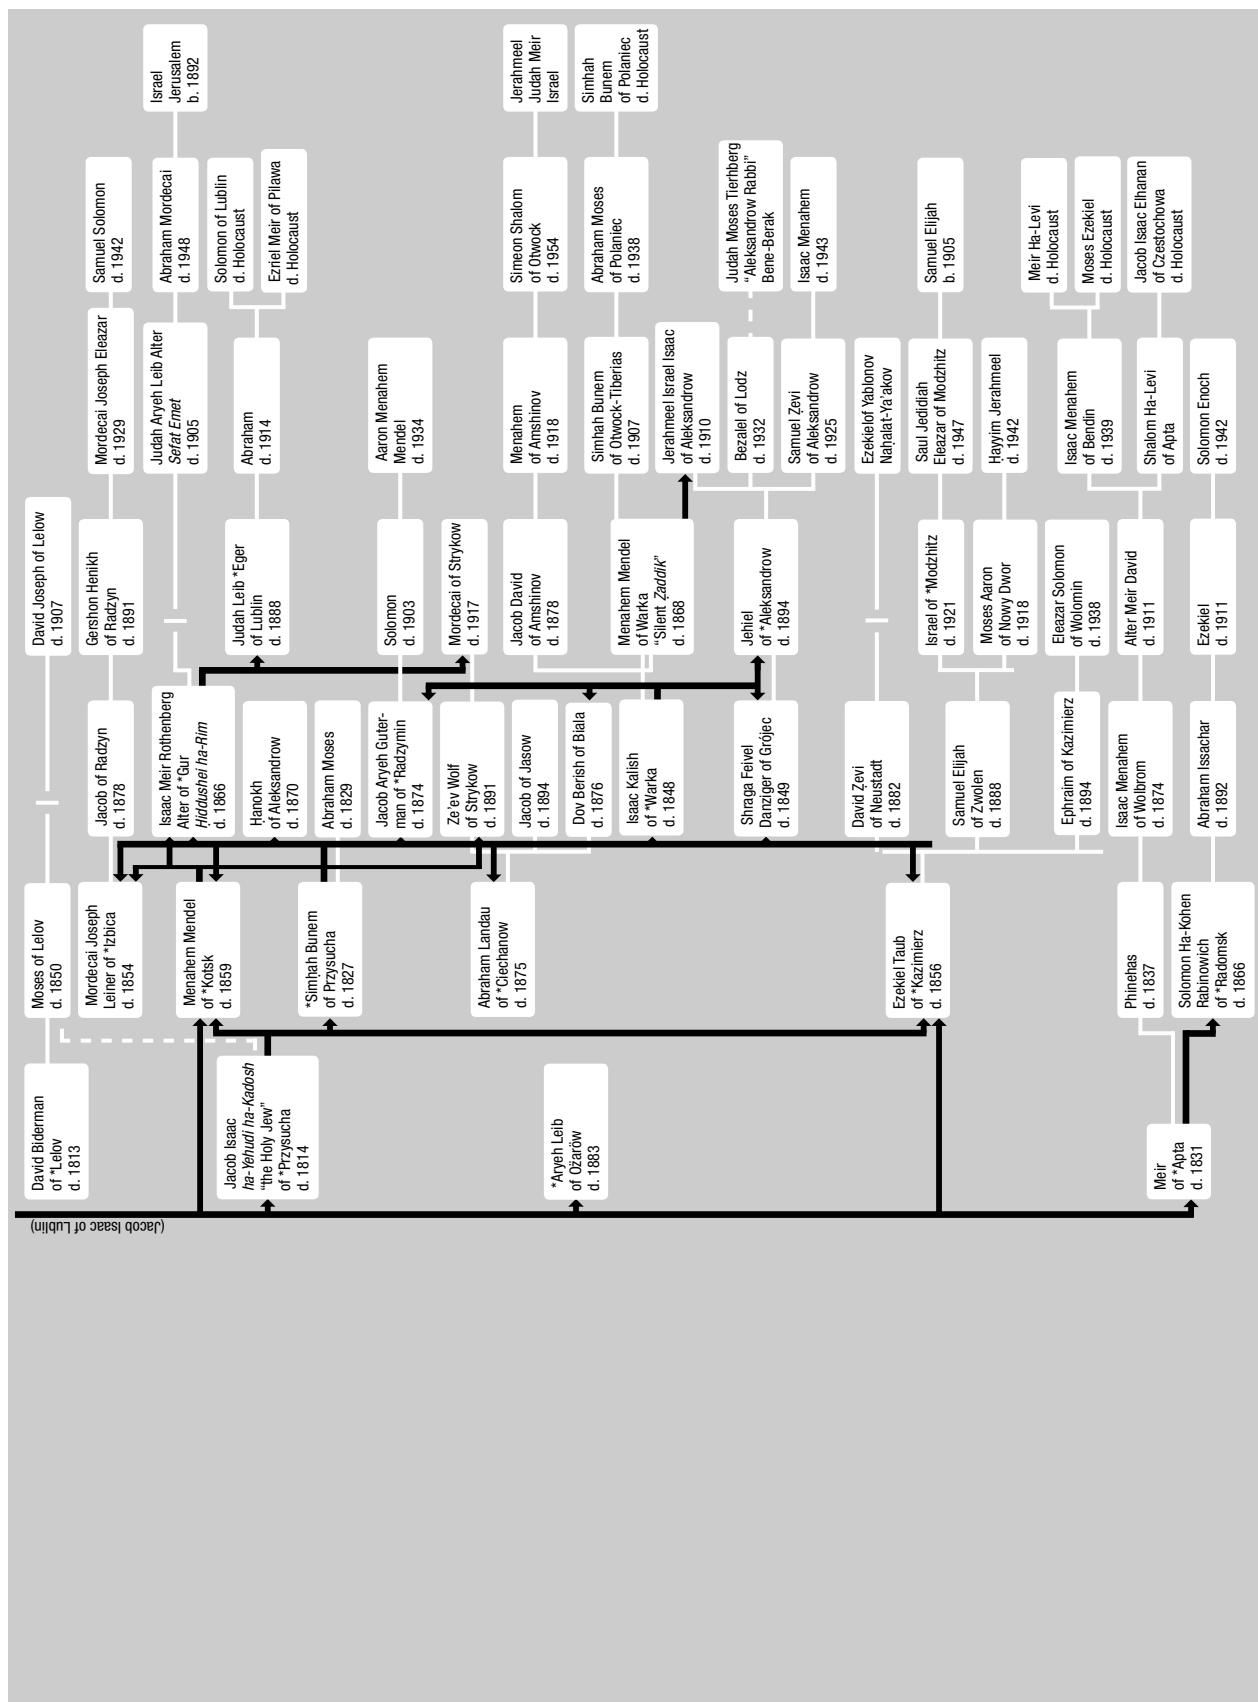 (Jacob Isaac of Lublin)
David Biderman
of *Lelov
d. 1813
Jacob Isaac
ha-Yehudi ha-Kadosh
"the Holy Jew"
of *Przysucha
d. 1814
*Aryeh Leib
of Ożarów
d. 1883
Meir
of *Apta
d. 1831
Moses of Lelov
d. 1850
Mordecai Joseph
Leiner of *Izbica
d. 1854
Menahem Mendel
of *Kotsk
d. 1859
*Simḥah Bunem
of Przysucha
d. 1827
Abraham Landau
of *Ciechanow
d. 1875
Ezekiel Taub
of *Kazimierz
d. 1856
Phinehas
d. 1837
Solomon Ha-Kohen
Rabinowich
of *Radomsk
d. 1866
Jacob of Radzyn
d. 1878
Isaac Meir Rothenberg
Alter of *Gur
Ḥidushei ha-Rim
d. 1866
Ḥanokh
of Aleksandrow
d. 1870
Abraham Moses
d. 1829
Jacob Aryeh Guter-
man of *Radzymin
d. 1874
Ze'ev Wolf
of Strykow
d. 1891
Jacob of Jasow
d. 1894
Dov Berish of Biala
d. 1876
Isaac Kalish
of *Warka
d. 1848
Shraga Feivel
Danziger of Grójec
d. 1849
David Ẓevi
of Neustadt
d. 1882
Samuel Elijah
of Zwolen
d. 1888
Ephraim of Kazimierz
d. 1894
Isaac Menahem
of Wolbrom
d. 1874
Abraham Issachar
d. 1892
David Joseph of Lelow
d. 1907
Gershon Henikh
of Radzyn
d. 1891
Judah Leib *Eger
of Lublin
d. 1888
Solomon
d. 1903
Mordecai of Strykow
d. 1917
Jacob David
of Amshinov
d. 1878
Menahem Mendel
of Warka
"Silent Ẓaddik"
d. 1868
Jehiel
of *Aleksandrow
d. 1894
Israel of *Modzhitz
d. 1921
Moses Aaron
of Nowy Dwor
d. 1918
Eleazar Solomon
of Wolomin
d. 1938
Alter Meir David
d. 1911
Ezekiel
d. 1911
Mordecai Joseph Eleazar
d. 1929
Judah Aryeh Leib Alter
Sefat Emet
d. 1905
Abraham
d. 1914
Aaron Menahem
Mendel
d. 1934
Menahem
of Amshinov
d. 1918
Simhah Bunem
of Otwock-Tiberias
d. 1907
Jerahmeel Israel Isaac
of Aleksandrow
d. 1910
Bezalel of Lodz
d. 1932
Samuel Ẓevi
of Aleksandrow
d. 1925
Ezekielof Yablonov
Naḥalat-Ya'akov
Saul Jedidiah
Eleazar of Modzhitz
d. 1947
Ḥayyim Jerahmeel
d. 1942
Isaac Menahem
of Bendin
d. 1939
Shalom Ha-Levi
of Apta
Solomon Enoch
d. 1942
Samuel Solomon
d. 1942
Abraham Mordecai
d. 1948
Solomon of Lublin
d. Holocaust
Ezriel Meir of Pilawa
d. Holocaust
Simeon Shalom
of Otwock
d. 1954
Abraham Moses
of Polaniec
d. 1938
Judah Moses Tierhberg
"Aleksandrow Rabbi"
Bene-Berak
Isaac Menahem
d. 1943
Samuel Elijah
b. 1905
Meir Ha-Levi
d. Holocaust
Moses Ezekiel
d. Holocaust
Jacob Isaac Elhanan
of Czestochowa
d. Holocaust
Israel
Jerusalem
b. 1892
Jerahmeel
Judah Meir
Israel
Simhah
Bunem
of Polaniec
d. Holocaust